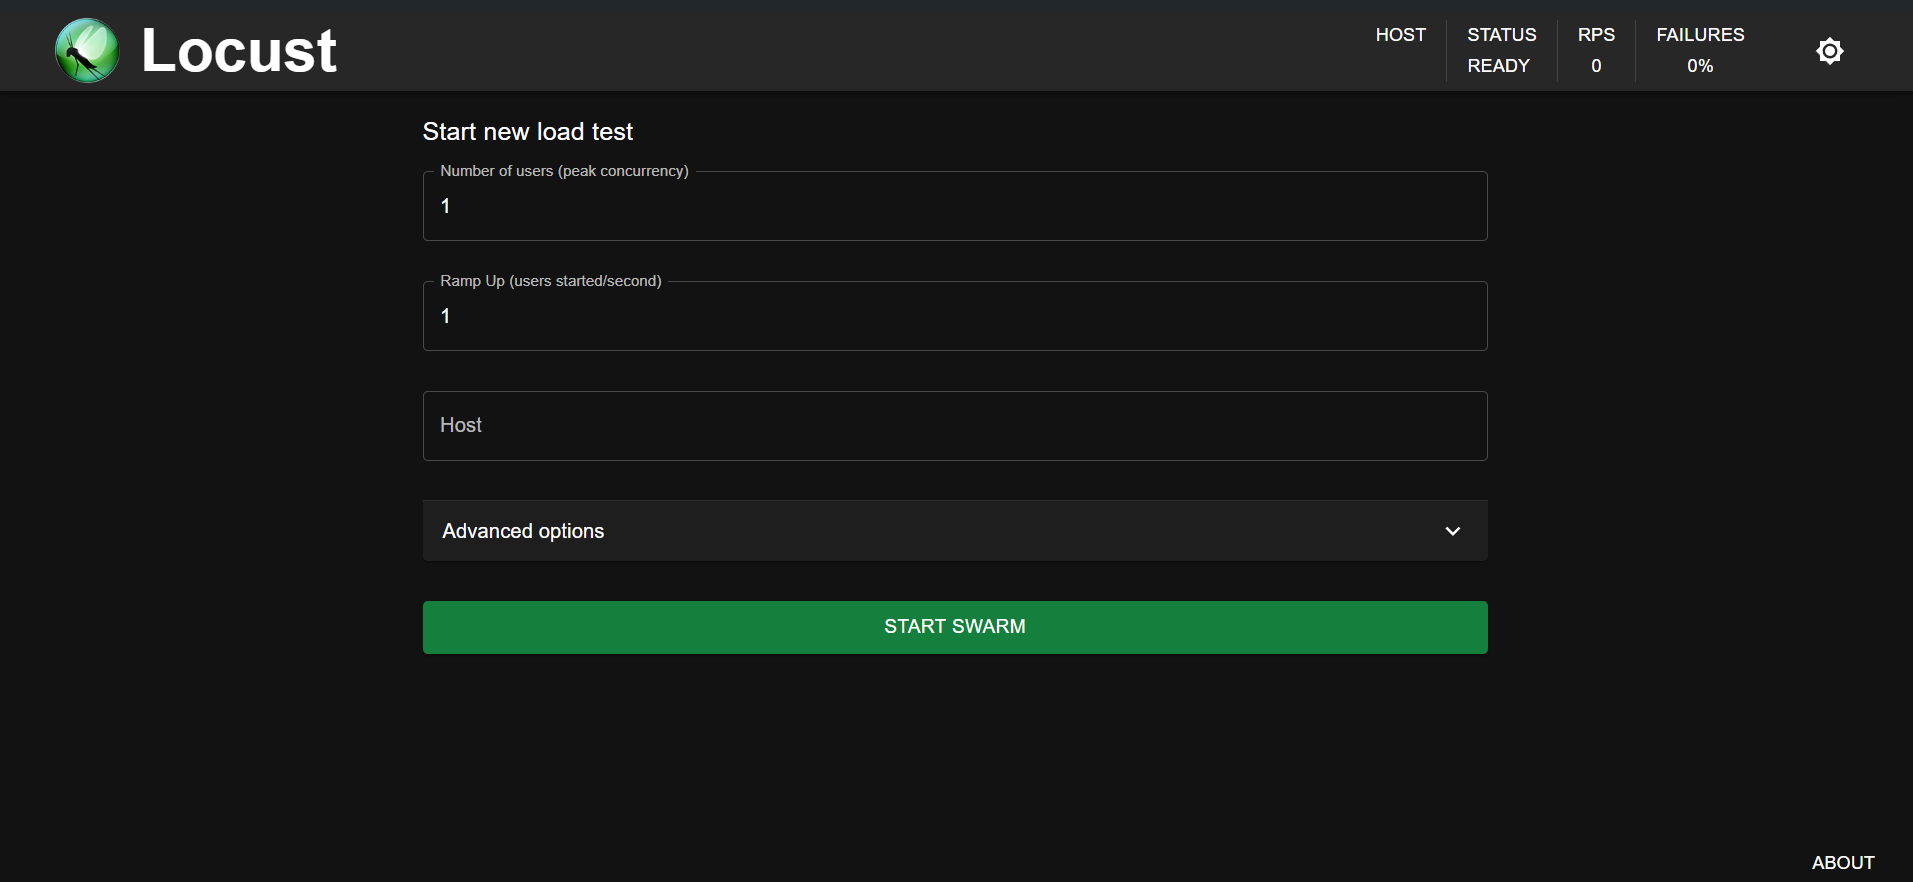 Locust
HOST
STATUS
READY
RPS
0
FAILURES
0%
Start new load test
Number of users (peak concurrency)
1
Ramp Up (users started/second)
1
Host
Advanced options
START SWARM
ABOUT